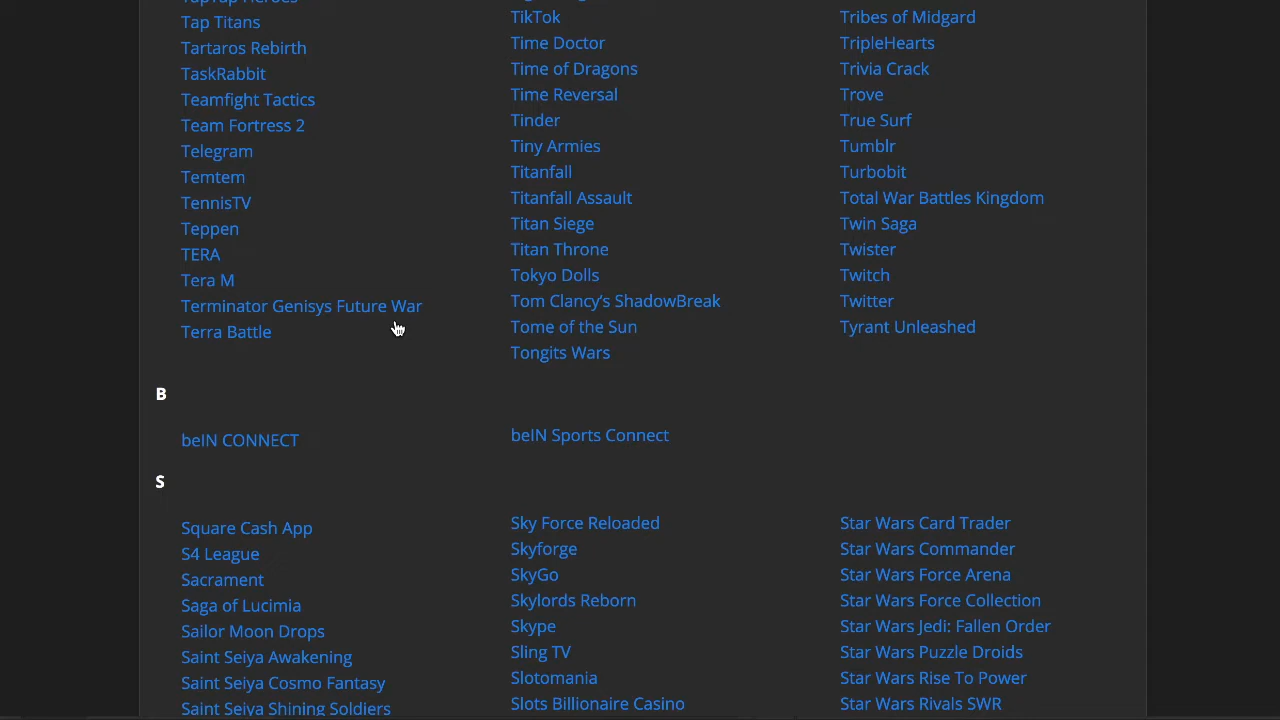 Tap Titans
Tartaros Rebirth
TaskRabbit
Teamfight Tactics
Team Fortress 2
Telegram
Temtem
TennisTV
Teppen
TERA
Tera M
Terminator Genisys Future War
Terra Battle
TikTok
Time Doctor
Time of Dragons
Time Reversal
Tinder
Tiny Armies
Titanfall
Titanfall Assault
Titan Siege
Titan Throne
Tokyo Dolls
Tom Clancy's ShadowBreak
Tome of the Sun
Tongits Wars
Tribes of Midgard
TripleHearts
Trivia Crack
Trove
True Surf
Tumblr
Turbobit
Total War Battles Kingdom
Twin Saga
Twister
Twitch
Twitter
Tyrant Unleashed
B
beIN CONNECT
beIN Sports Connect
S
Square Cash App
S4 League
Sacrament
Saga of Lucimia
Sailor Moon Drops
Saint Seiya Awakening
Saint Seiya Cosmo Fantasy
Saint Seiya Shining Soldiers
Sky Force Reloaded
Skyforge
SkyGo
Skylords Reborn
Skype
Sling TV
Slotomania
Slots Billionaire Casino
Star Wars Card Trader
Star Wars Commander
Star Wars Force Arena
Star Wars Force Collection
Star Wars Jedi: Fallen Order
Star Wars Puzzle Droids
Star Wars Rise To Power
Star Wars Rivals SWR